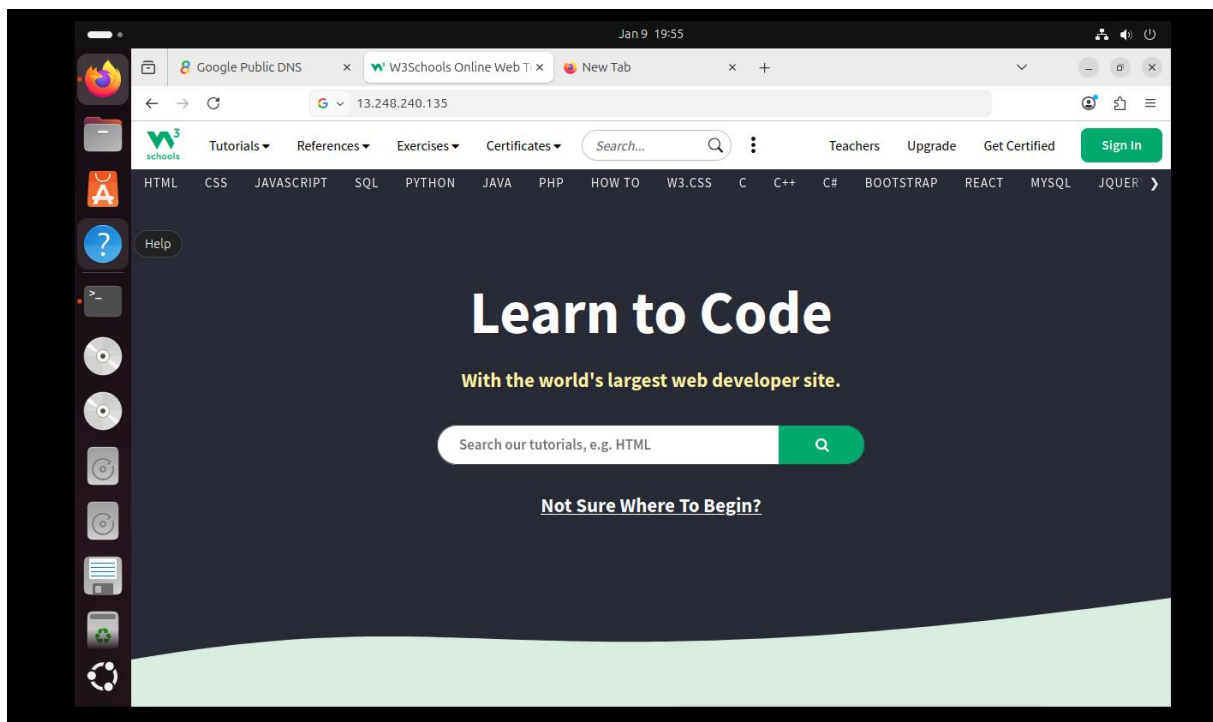 Jan 9 19:55
Google Public DNS
W3Schools Online Web T
New Tab
13.248.240.135
3
schools
Tutorials
References
Exercises
Certificates
Search...
Teachers
Upgrade
Get Certified
Sign In
HTML CSS JAVASCRIPT SQL PYTHON JAVA PHP HOW TO W3.CSS C C++ C# BOOTSTRAP REACT MYSQL JQUER
Help
Learn to Code
With the world's largest web developer site.
Search our tutorials, e.g. HTML
Not Sure Where To Begin?